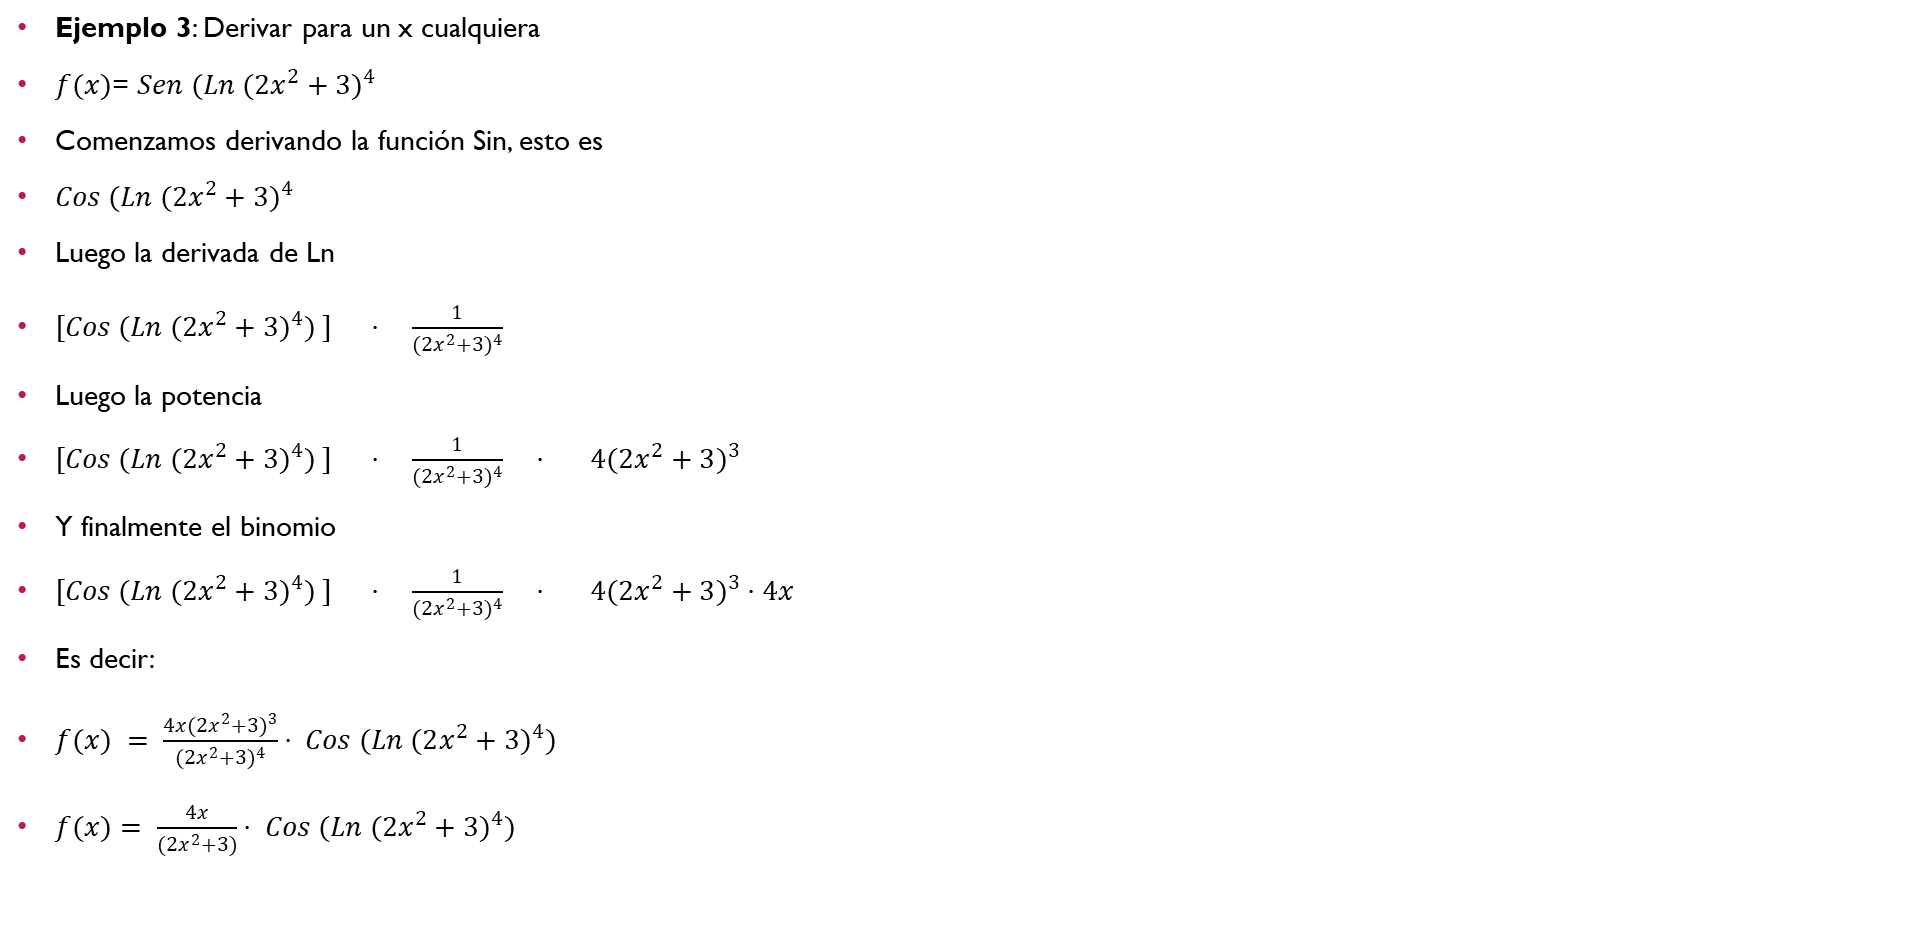 • Ejemplo 3: Derivar para un x cualquiera
• f(x)= Sen (Ln (2x² + 3)⁴
• Comenzamos derivando la función Sin, esto es
• Cos (Ln (2x² + 3)⁴
• Luego la derivada de Ln
• [Cos (Ln (2x² + 3)⁴) ] · 1/(2x²+3)⁴
• Luego la potencia
• [Cos (Ln (2x² + 3)⁴) ] · 1/(2x²+3)⁴ · 4(2x² + 3)³
• Y finalmente el binomio
• [Cos (Ln (2x² + 3)⁴) ] · 1/(2x²+3)⁴ · 4(2x² + 3)³ · 4x
• Es decir:
• f(x) = 4x(2x²+3)³/(2x²+3)⁴ · Cos (Ln (2x² + 3)⁴)
• f(x) = 4x/(2x²+3) · Cos (Ln (2x² + 3)⁴)